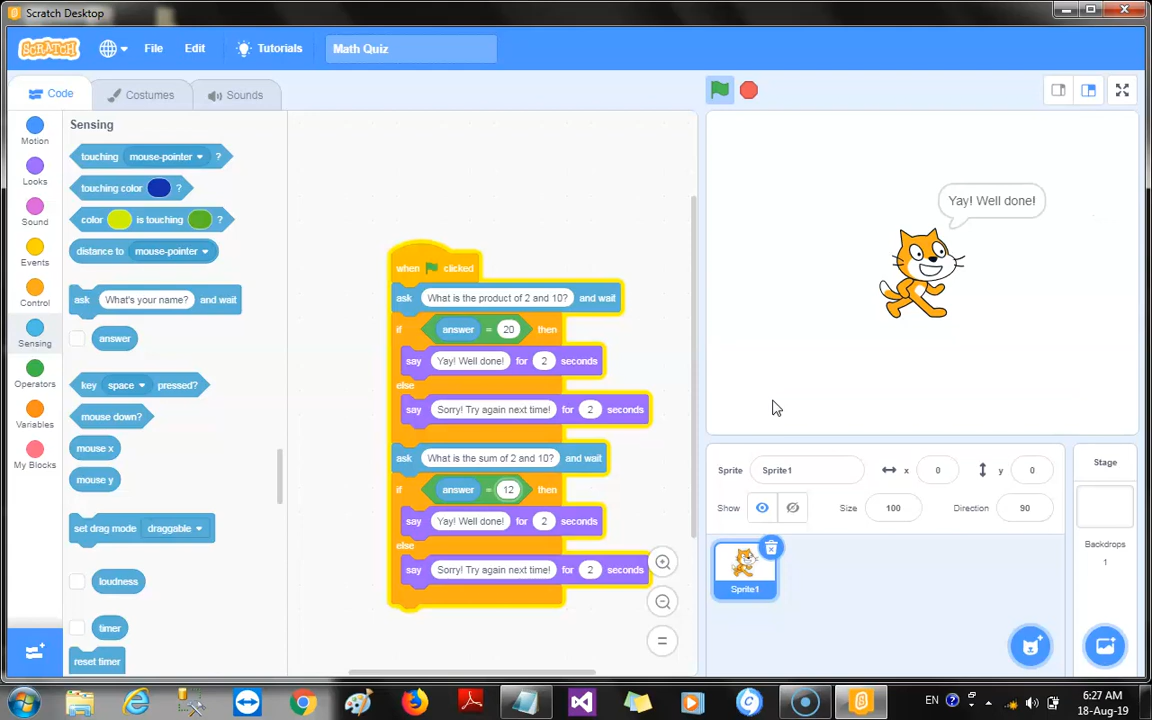 Scratch Desktop
SCRATCH File Edit Tutorials Math Quiz
Code Costumes Sounds
Motion
Looks
Sound
Events
Control
Sensing
Operators
Variables
My Blocks
Sensing
touching mouse-pointer ?
touching color ?
color is touching ?
distance to mouse-pointer
ask What's your name? and wait
answer
key space pressed?
mouse down?
mouse x
mouse y
set drag mode draggable
loudness
timer
reset timer
when clicked
ask What is the product of 2 and 10? and wait
if answer = 20 then
say Yay! Well done! for 2 seconds
else
say Sorry! Try again next time! for 2 seconds
ask What is the sum of 2 and 10? and wait
if answer = 12 then
say Yay! Well done! for 2 seconds
else
say Sorry! Try again next time! for 2 seconds
Yay! Well done!
Sprite Sprite1 x 0 y 0
Show Size 100 Direction 90
Sprite1
Stage
Backdrops
1
EN
6:27 AM
18-Aug-19